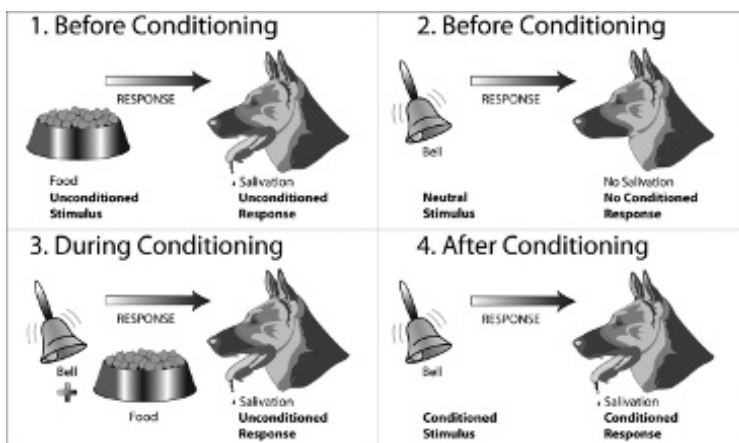 1. Before Conditioning
RESPONSE
Food
Unconditioned
Stimulus
Salivation
Unconditioned
Response
2. Before Conditioning
RESPONSE
Bell
Neutral
Stimulus
No Salivation
No Conditioned
Response
3. During Conditioning
RESPONSE
Bell
+
Food
Salivation
Unconditioned
Response
4. After Conditioning
RESPONSE
Bell
Conditioned
Stimulus
Salivation
Conditioned
Response